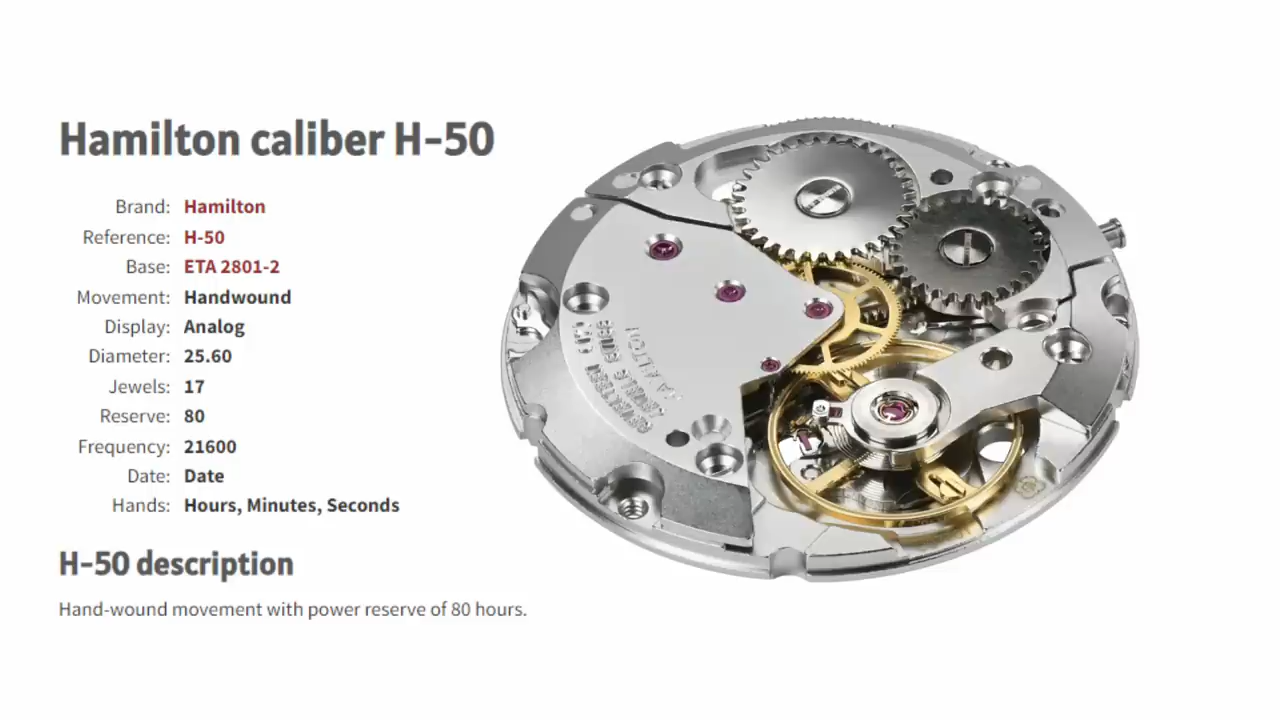 Hamilton caliber H-50
Brand: Hamilton
Reference: H-50
Base: ETA 2801-2
Movement: Handwound
Display: Analog
Diameter: 25.60
Jewels: 17
Reserve: 80
Frequency: 21600
Date: Date
Hands: Hours, Minutes, Seconds
H-50 description
Hand-wound movement with power reserve of 80 hours.